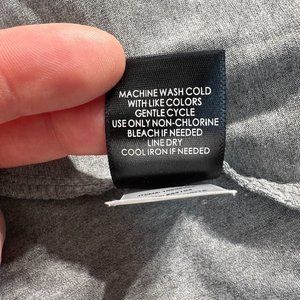 MACHINE WASH COLD
WITH LIKE COLORS
GENTLE CYCLE
USE ONLY NON-CHLORINE
BLEACH IF NEEDED
LINE DRY
COOL IRON IF NEEDED